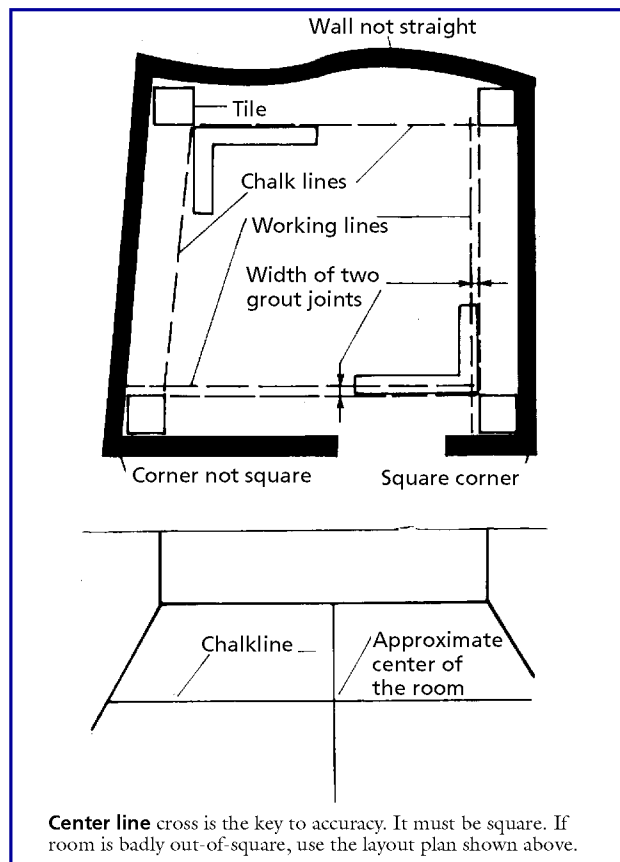 Wall not straight
Tile
Chalk lines
Working lines
Width of two
grout joints
Corner not square
Square corner
Chalkline
Approximate
center of
the room
Center line cross is the key to accuracy. It must be square. If
room is badly out-of-square, use the layout plan shown above.